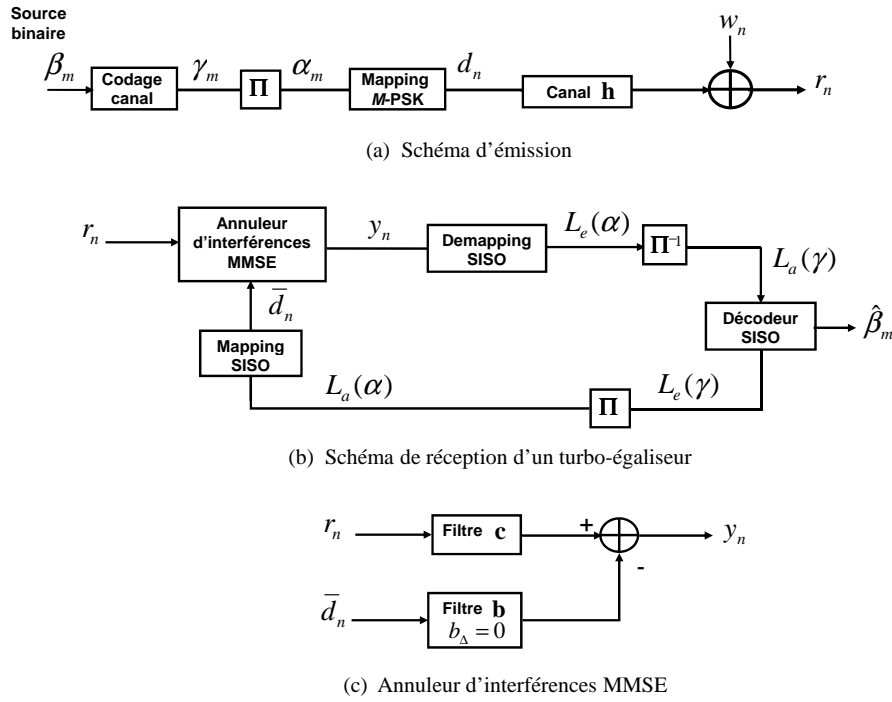 Source
binaire
β_m
Codage
canal
γ_m
Π
α_m
Mapping
M-PSK
d_n
Canal h
w_n
r_n
(a) Schéma d'émission
r_n
Annuleur
d'interférences
MMSE
y_n
Demapping
SISO
L_e(α)
Π⁻¹
L_a(γ)
d̄_n
Mapping
SISO
Décodeur
SISO
β̂_m
L_a(α)
Π
L_e(γ)
(b) Schéma de réception d'un turbo-égaliseur
r_n
Filtre c
+
y_n
-
d̄_n
Filtre b
b_Δ = 0
(c) Annuleur d'interférences MMSE